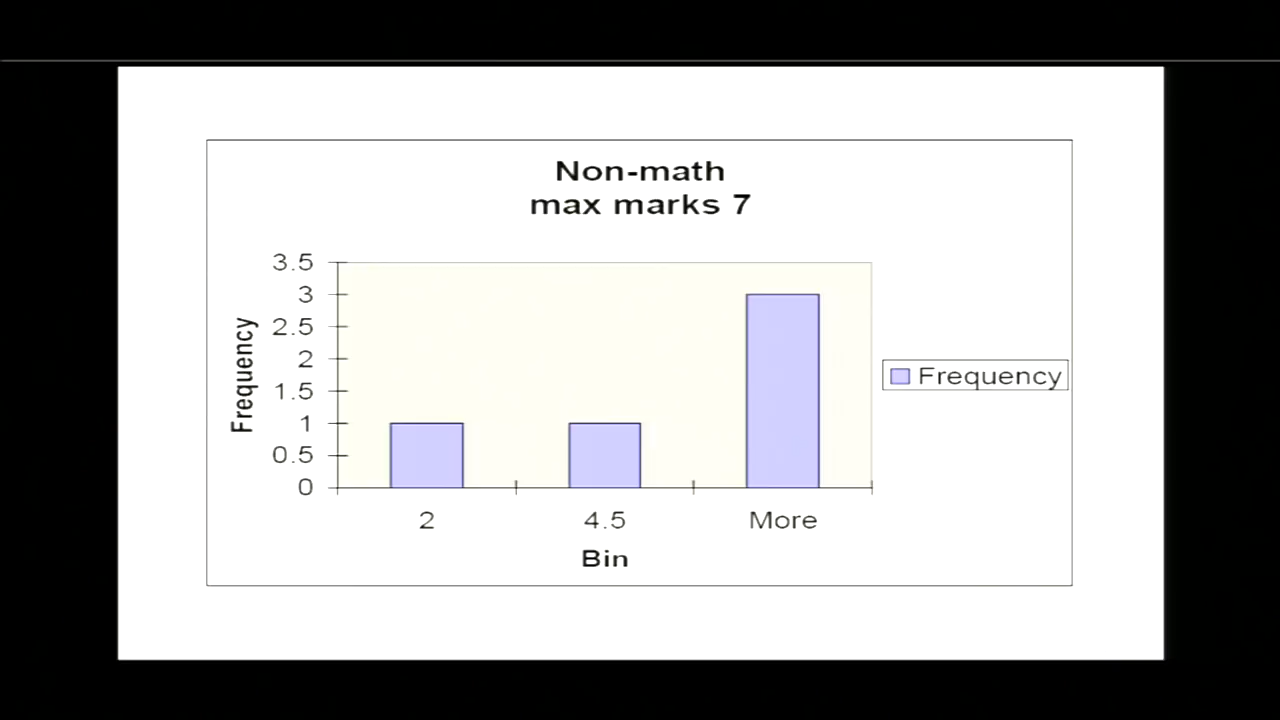 Non-math
max marks 7
3.5
3
2.5
2
1.5
1
0.5
0
Frequency
2 4.5 More
Bin
Frequency